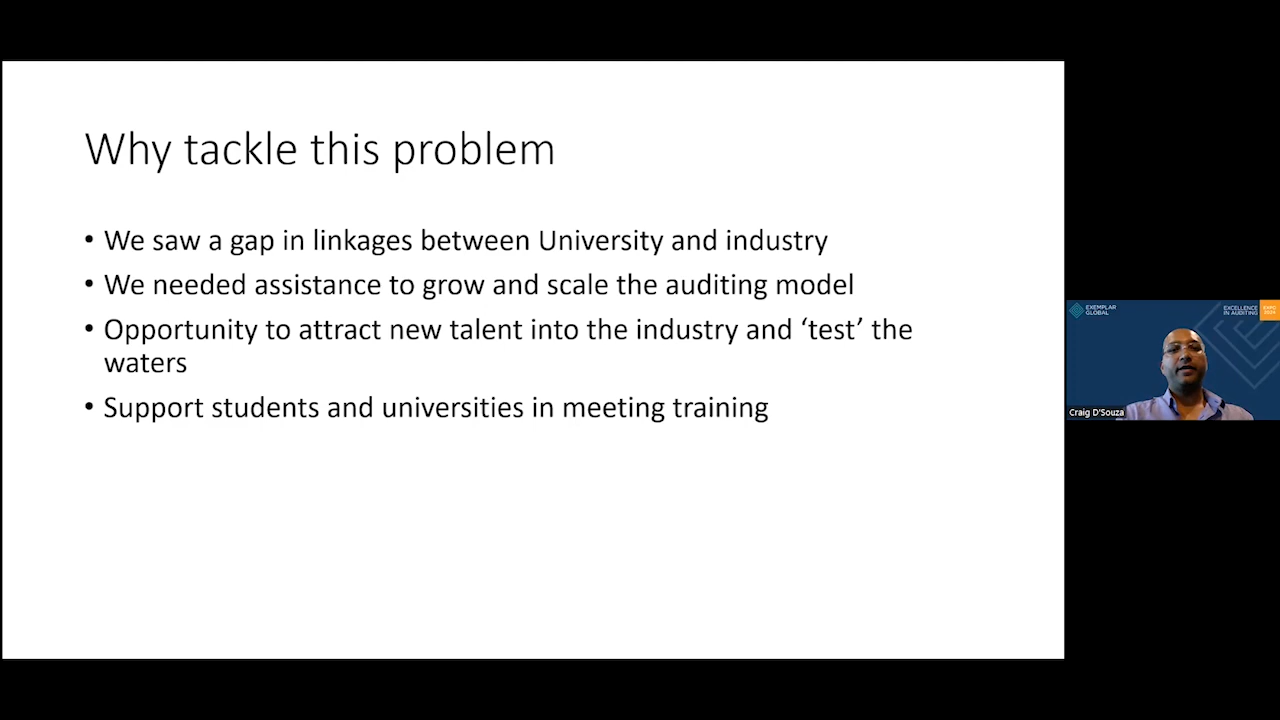 Why tackle this problem
• We saw a gap in linkages between University and industry
• We needed assistance to grow and scale the auditing model
• Opportunity to attract new talent into the industry and ‘test’ the
waters
• Support students and universities in meeting training
EXEMPLAR
GLOBAL
EXCELLENCE
IN AUDITING
EXPO
2024
Craig D'Souza